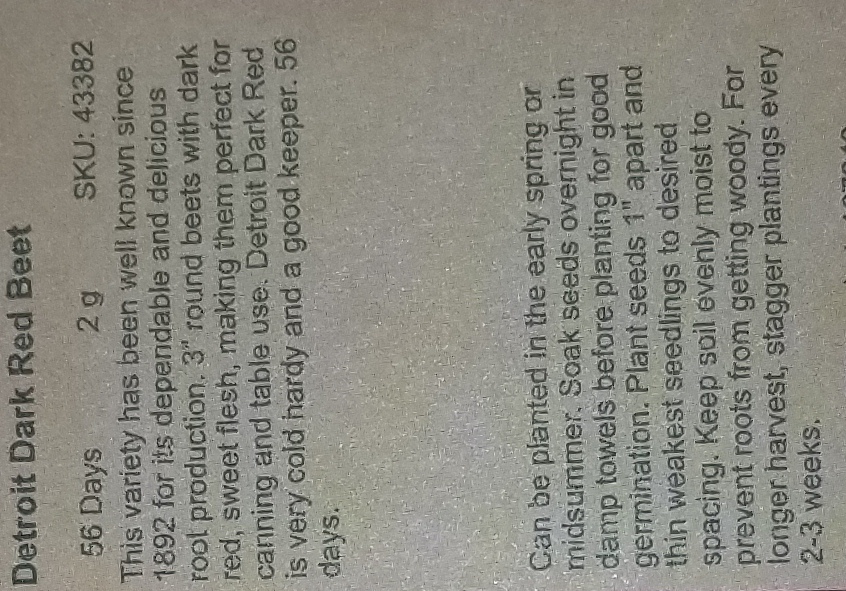 Detroit Dark Red Beet
56 Days 2 g SKU: 43382
This variety has been well known since
1892 for its dependable and delicious
root production. 3" round beets with dark
red, sweet flesh, making them perfect for
canning and table use. Detroit Dark Red
is very cold hardy and a good keeper. 56
days.
Can be planted in the early spring or
midsummer. Soak seeds overnight in
damp towels before planting for good
germination. Plant seeds 1" apart and
thin weakest seedlings to desired
spacing. Keep soil evenly moist to
prevent roots from getting woody. For
longer harvest, stagger plantings every
2-3 weeks.